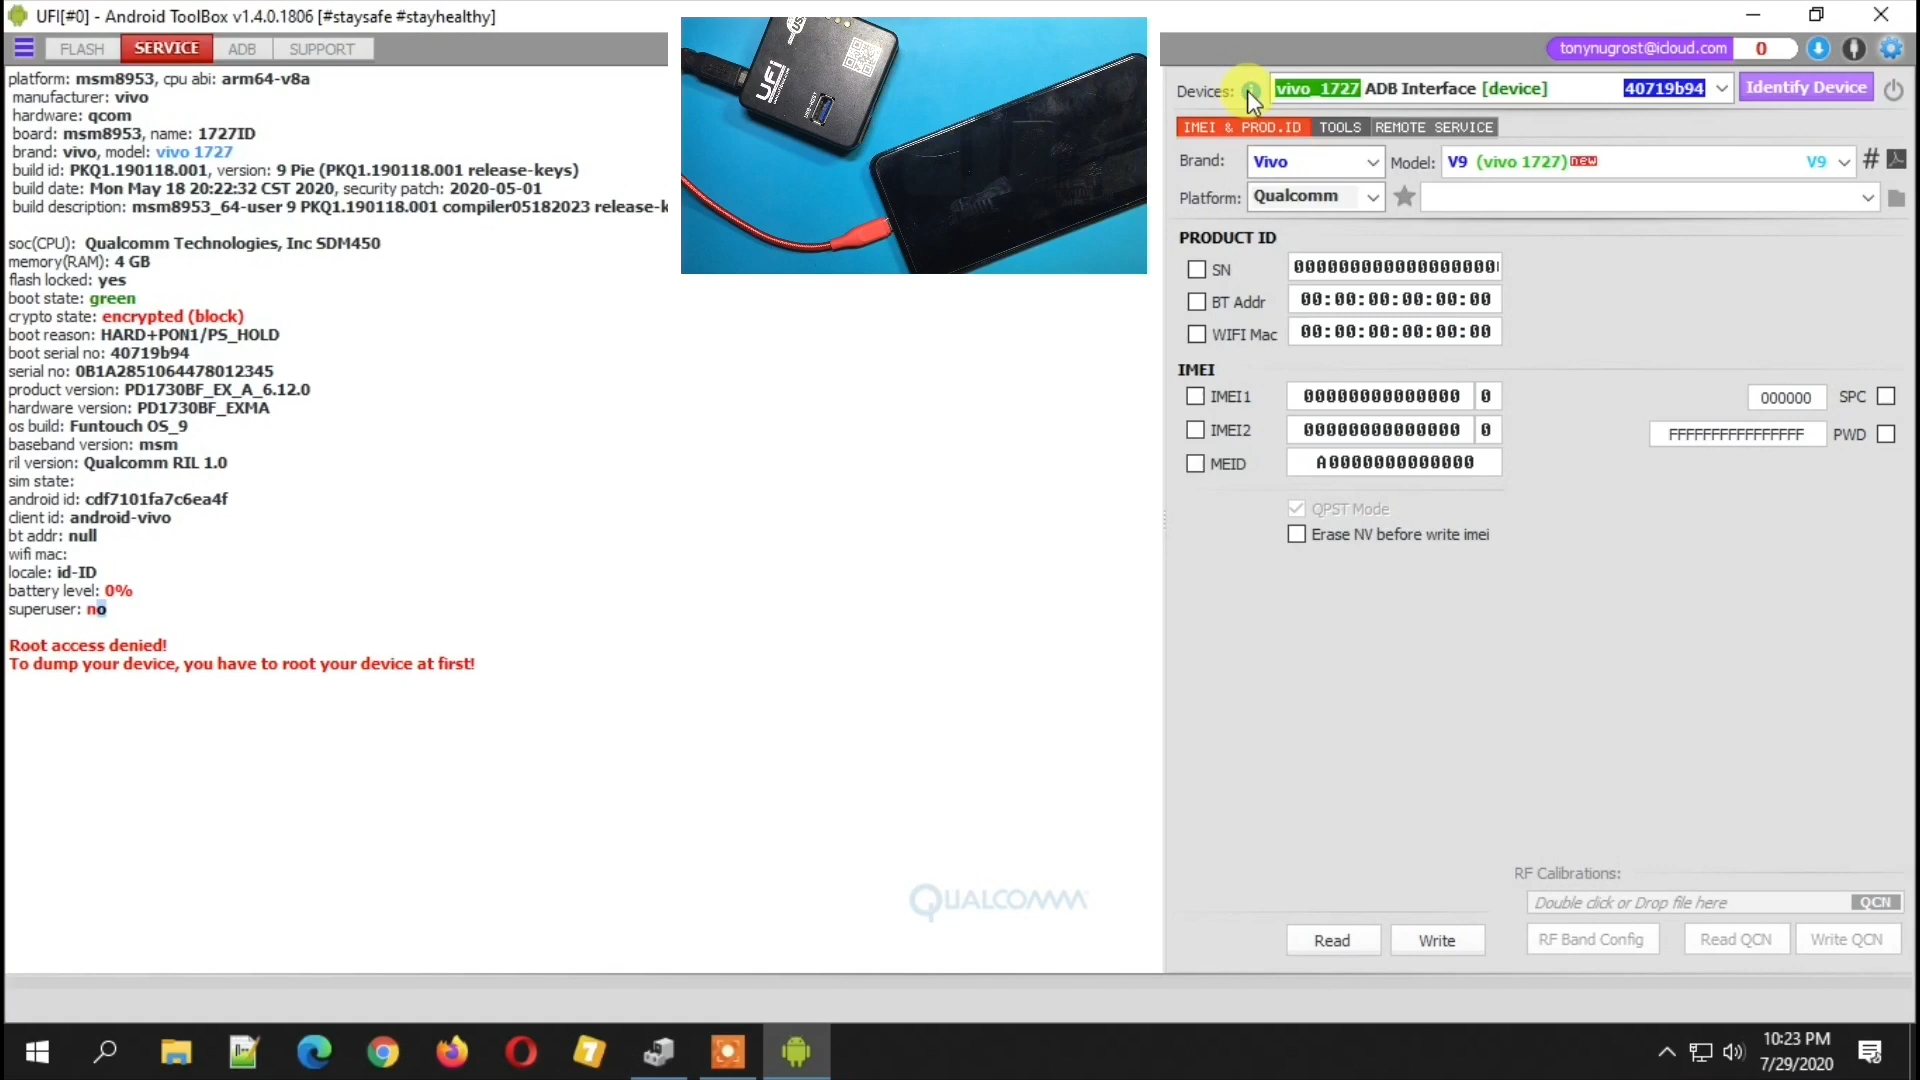 UFI[#0] - Android ToolBox v1.4.0.1806 [#staysafe #stayhealthy]
FLASH SERVICE ADB SUPPORT
tonynugrost@icloud.com 0
platform: msm8953, cpu abi: arm64-v8a
manufacturer: vivo
hardware: qcom
board: msm8953, name: 1727ID
brand: vivo, model: vivo 1727
build id: PKQ1.190118.001, version: 9 Pie (PKQ1.190118.001 release-keys)
build date: Mon May 18 20:22:32 CST 2020, security patch: 2020-05-01
build description: msm8953_64-user 9 PKQ1.190118.001 compiler05182023 release-k
soc(CPU): Qualcomm Technologies, Inc SDM450
memory(RAM): 4 GB
flash locked: yes
boot state: green
crypto state: encrypted (block)
boot reason: HARD+PON1/PS_HOLD
boot serial no: 40719b94
serial no: 0B1A2851064478012345
product version: PD1730BF_EX_A_6.12.0
hardware version: PD1730BF_EXMA
os build: Funtouch OS_9
baseband version: msm
ril version: Qualcomm RIL 1.0
sim state:
android id: cdf7101fa7c6ea4f
client id: android-vivo
bt addr: null
wifi mac:
locale: id-ID
battery level: 0%
superuser: no
Root access denied!
To dump your device, you have to root your device at first!
UFi
QUALCOMM
Devices: vivo_1727 ADB Interface [device] 40719b94 Identify Device
IMEI & PROD.ID TOOLS REMOTE SERVICE
Brand: Vivo Model: V9 (vivo 1727) new V9 #
Platform: Qualcomm
PRODUCT ID
SN 000000000000000000
BT Addr 00:00:00:00:00:00
WIFI Mac 00:00:00:00:00:00
IMEI
IMEI1 00000000000000 0 000000 SPC
IMEI2 00000000000000 0 FFFFFFFFFFFFFFFF PWD
MEID A0000000000000
QPST Mode
Erase NV before write imei
RF Calibrations:
Double click or Drop file here QCN
Read Write RF Band Config Read QCN Write QCN
10:23 PM
7/29/2020